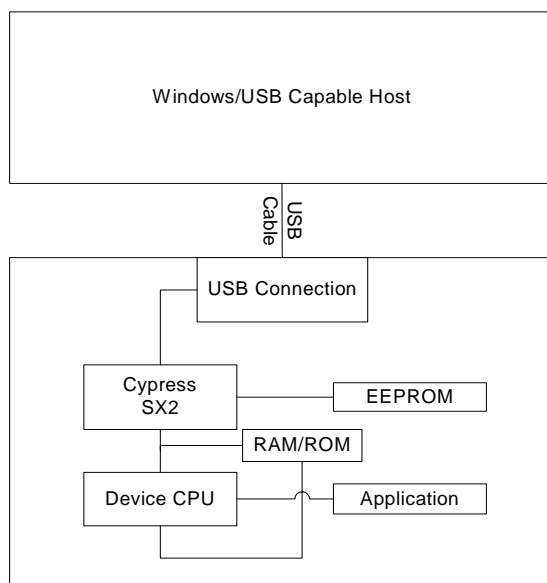 Windows/USB Capable Host
USB
Cable
USB Connection
Cypress
SX2
EEPROM
RAM/ROM
Device CPU
Application